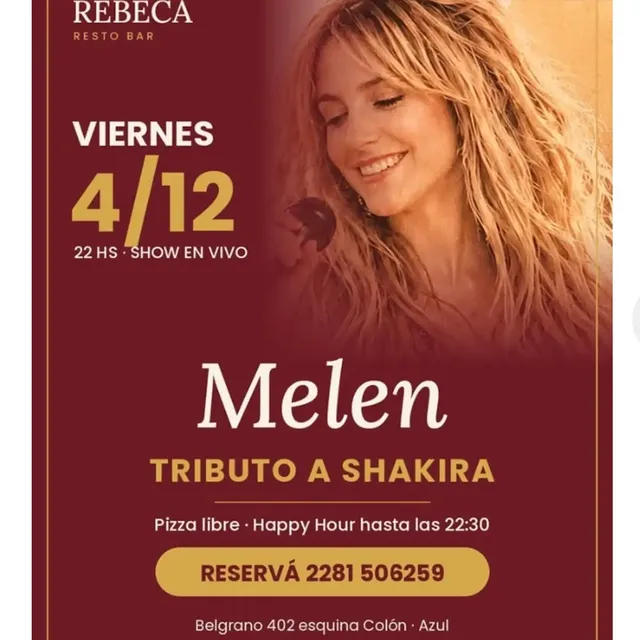 REBECA
RESTO BAR
VIERNES
4/12
22 HS · SHOW EN VIVO
Melen
TRIBUTO A SHAKIRA
Pizza libre · Happy Hour hasta las 22:30
RESERVÁ 2281 506259
Belgrano 402 esquina Colón · Azul